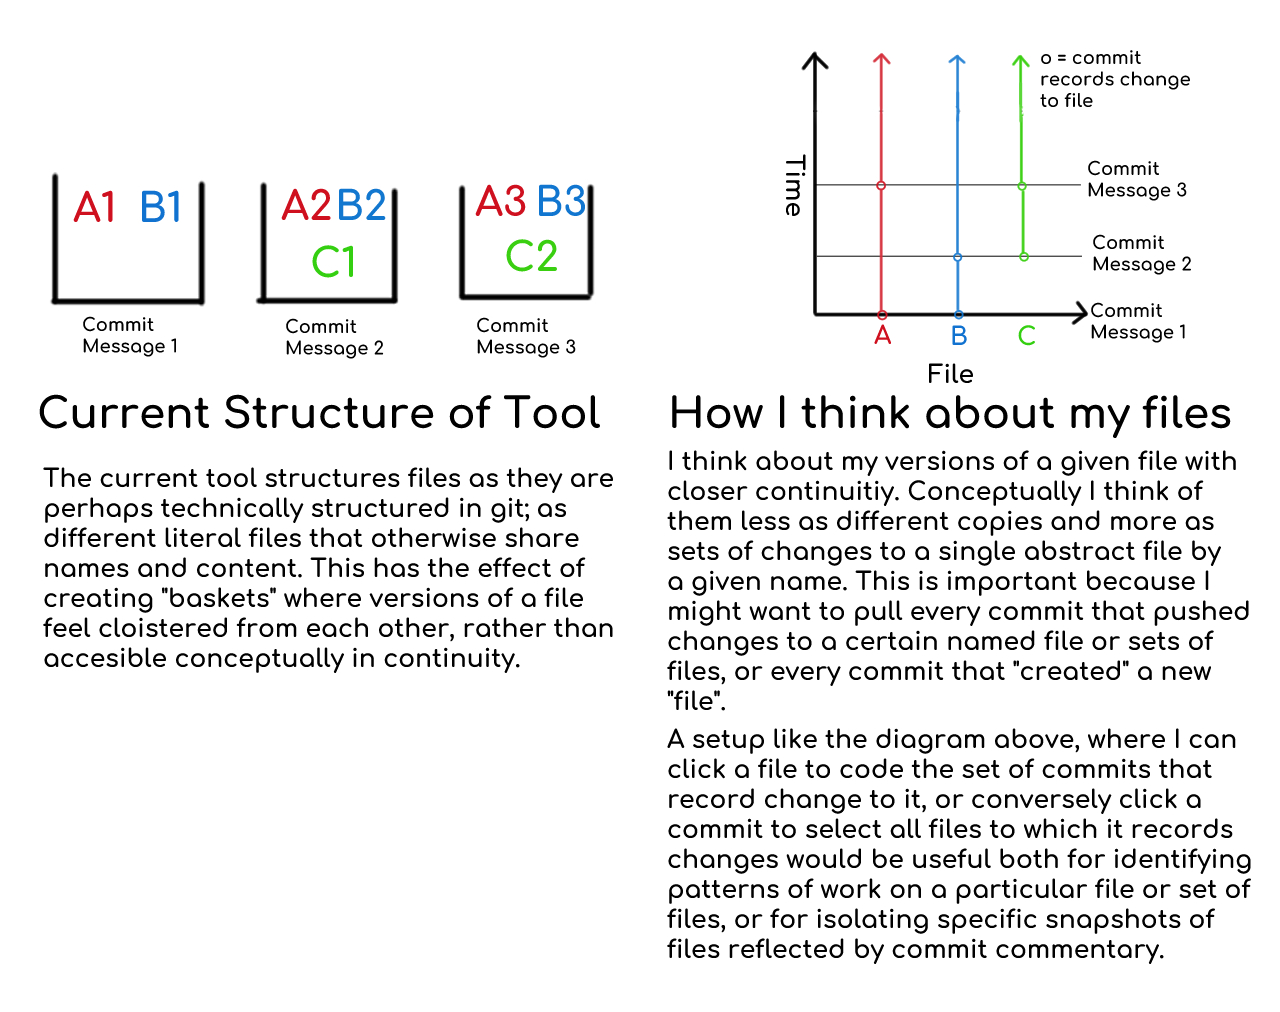 A1 B1
A2 B2
C1
A3 B3
C2
Commit
Message 1
Commit
Message 2
Commit
Message 3
Current Structure of Tool
The current tool structures files as they are
perhaps technically structured in git; as
different literal files that otherwise share
names and content. This has the effect of
creating "baskets" where versions of a file
feel cloistered from each other, rather than
accesible conceptually in continuity.
o = commit
records change
to file
Time
Commit
Message 3
Commit
Message 2
Commit
Message 1
A B C
File
How I think about my files
I think about my versions of a given file with
closer continuitiy. Conceptually I think of
them less as different copies and more as
sets of changes to a single abstract file by
a given name. This is important because I
might want to pull every commit that pushed
changes to a certain named file or sets of
files, or every commit that "created" a new
"file".
A setup like the diagram above, where I can
click a file to code the set of commits that
record change to it, or conversely click a
commit to select all files to which it records
changes would be useful both for identifying
patterns of work on a particular file or set of
files, or for isolating specific snapshots of
files reflected by commit commentary.